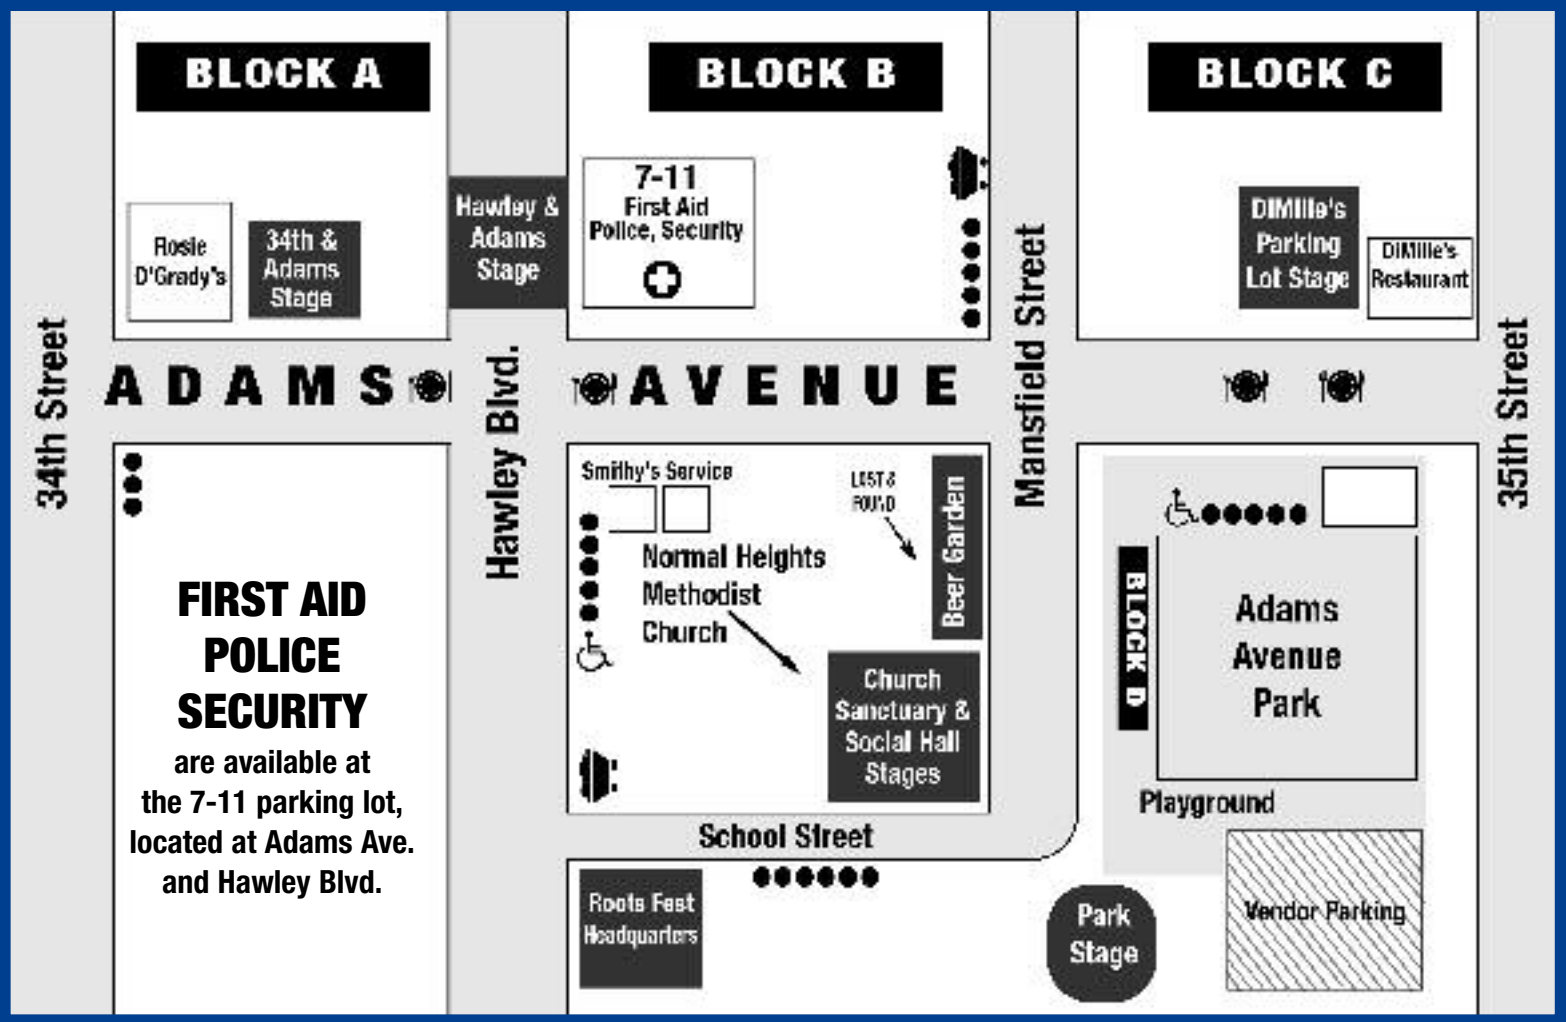 BLOCK A
BLOCK B
BLOCK C
Rosie
D'Grady's
34th &
Adams
Stage
Hawley &
Adams
Stage
7-11
First Aid
Police, Security
DiMille's
Parking
Lot Stage
DiMille's
Restaurant
34th Street
ADAMS AVENUE
Hawley Blvd.
Mansfield Street
35th Street
FIRST AID
POLICE
SECURITY
are available at
the 7-11 parking lot,
located at Adams Ave.
and Hawley Blvd.
Smithy's Service
LOST &
FOUND
Beer Garden
Normal Heights
Methodist
Church
Church
Sanctuary &
Social Hall
Stages
School Street
Roots Fest
Headquarters
BLOCK D
Adams
Avenue
Park
Playground
Park
Stage
Vendor Parking